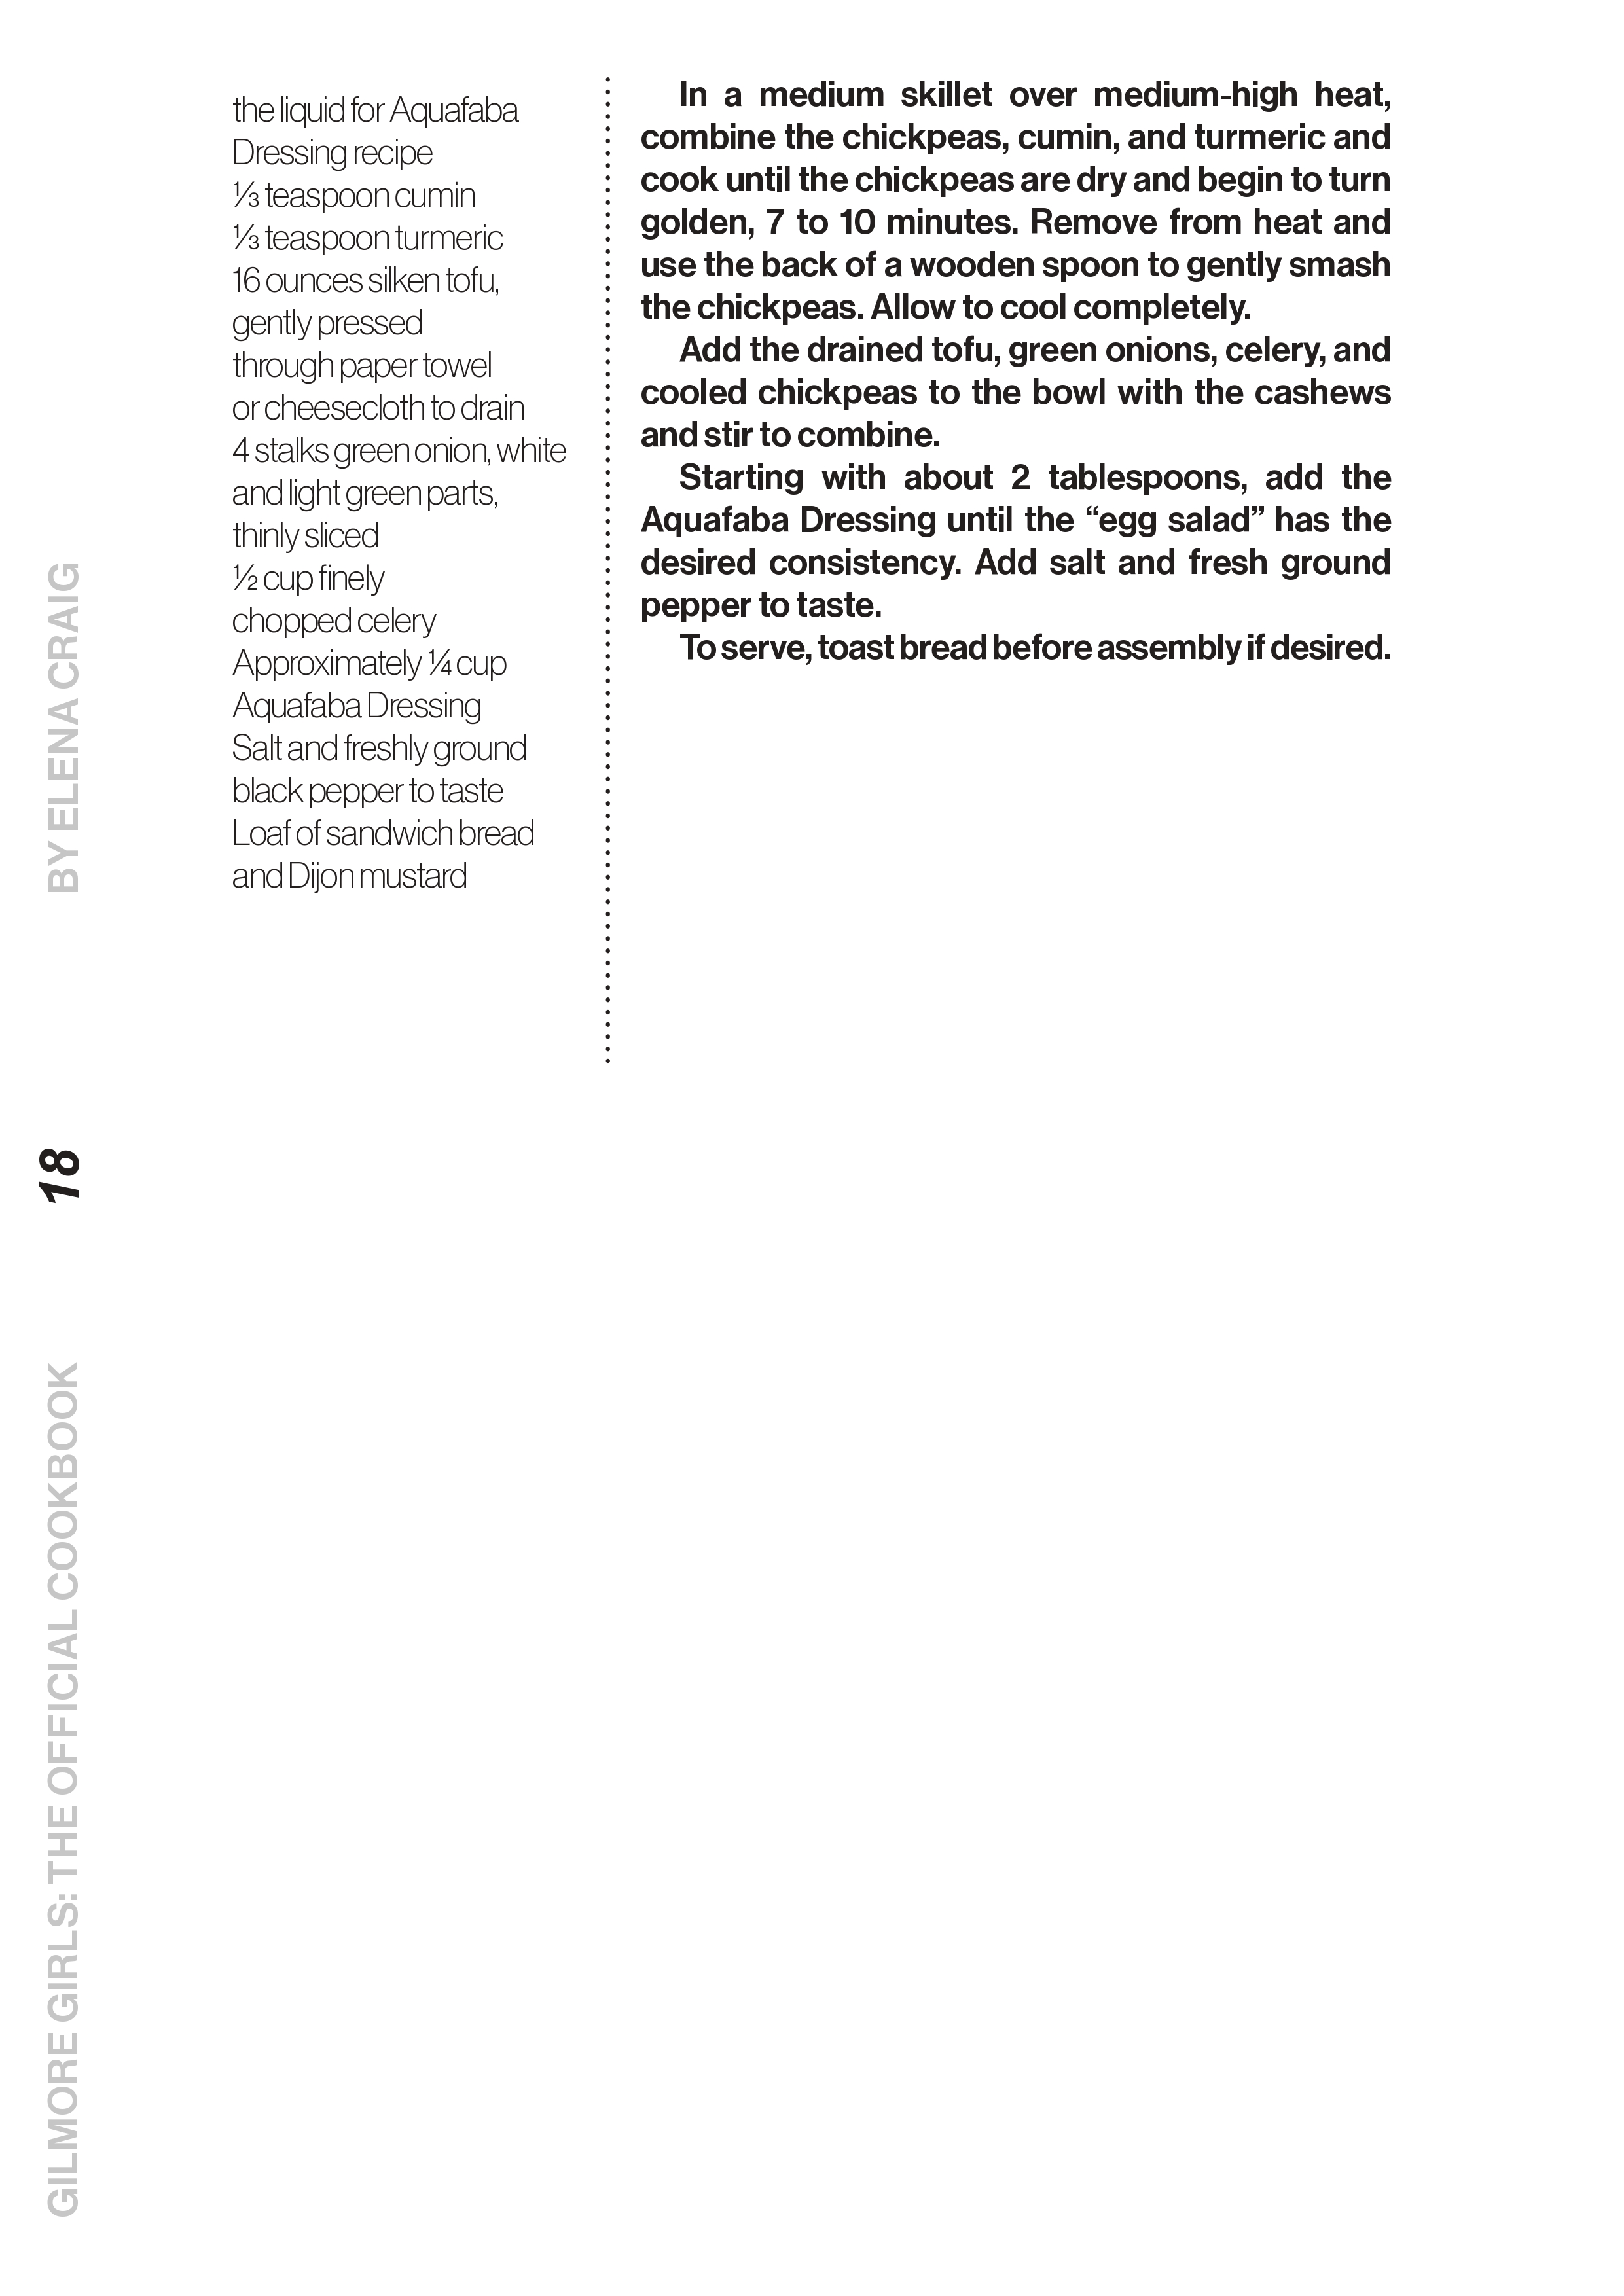 the liquid for Aquafaba
Dressing recipe
⅓ teaspoon cumin
⅓ teaspoon turmeric
16 ounces silken tofu,
gently pressed
through paper towel
or cheesecloth to drain
4 stalks green onion, white
and light green parts,
thinly sliced
½ cup finely
chopped celery
Approximately ¼ cup
Aquafaba Dressing
Salt and freshly ground
black pepper to taste
Loaf of sandwich bread
and Dijon mustard
In a medium skillet over medium-high heat,
combine the chickpeas, cumin, and turmeric and
cook until the chickpeas are dry and begin to turn
golden, 7 to 10 minutes. Remove from heat and
use the back of a wooden spoon to gently smash
the chickpeas. Allow to cool completely.
Add the drained tofu, green onions, celery, and
cooled chickpeas to the bowl with the cashews
and stir to combine.
Starting with about 2 tablespoons, add the
Aquafaba Dressing until the “egg salad” has the
desired consistency. Add salt and fresh ground
pepper to taste.
To serve, toast bread before assembly if desired.
GILMORE GIRLS: THE OFFICIAL COOKBOOK
18
BY ELENA CRAIG